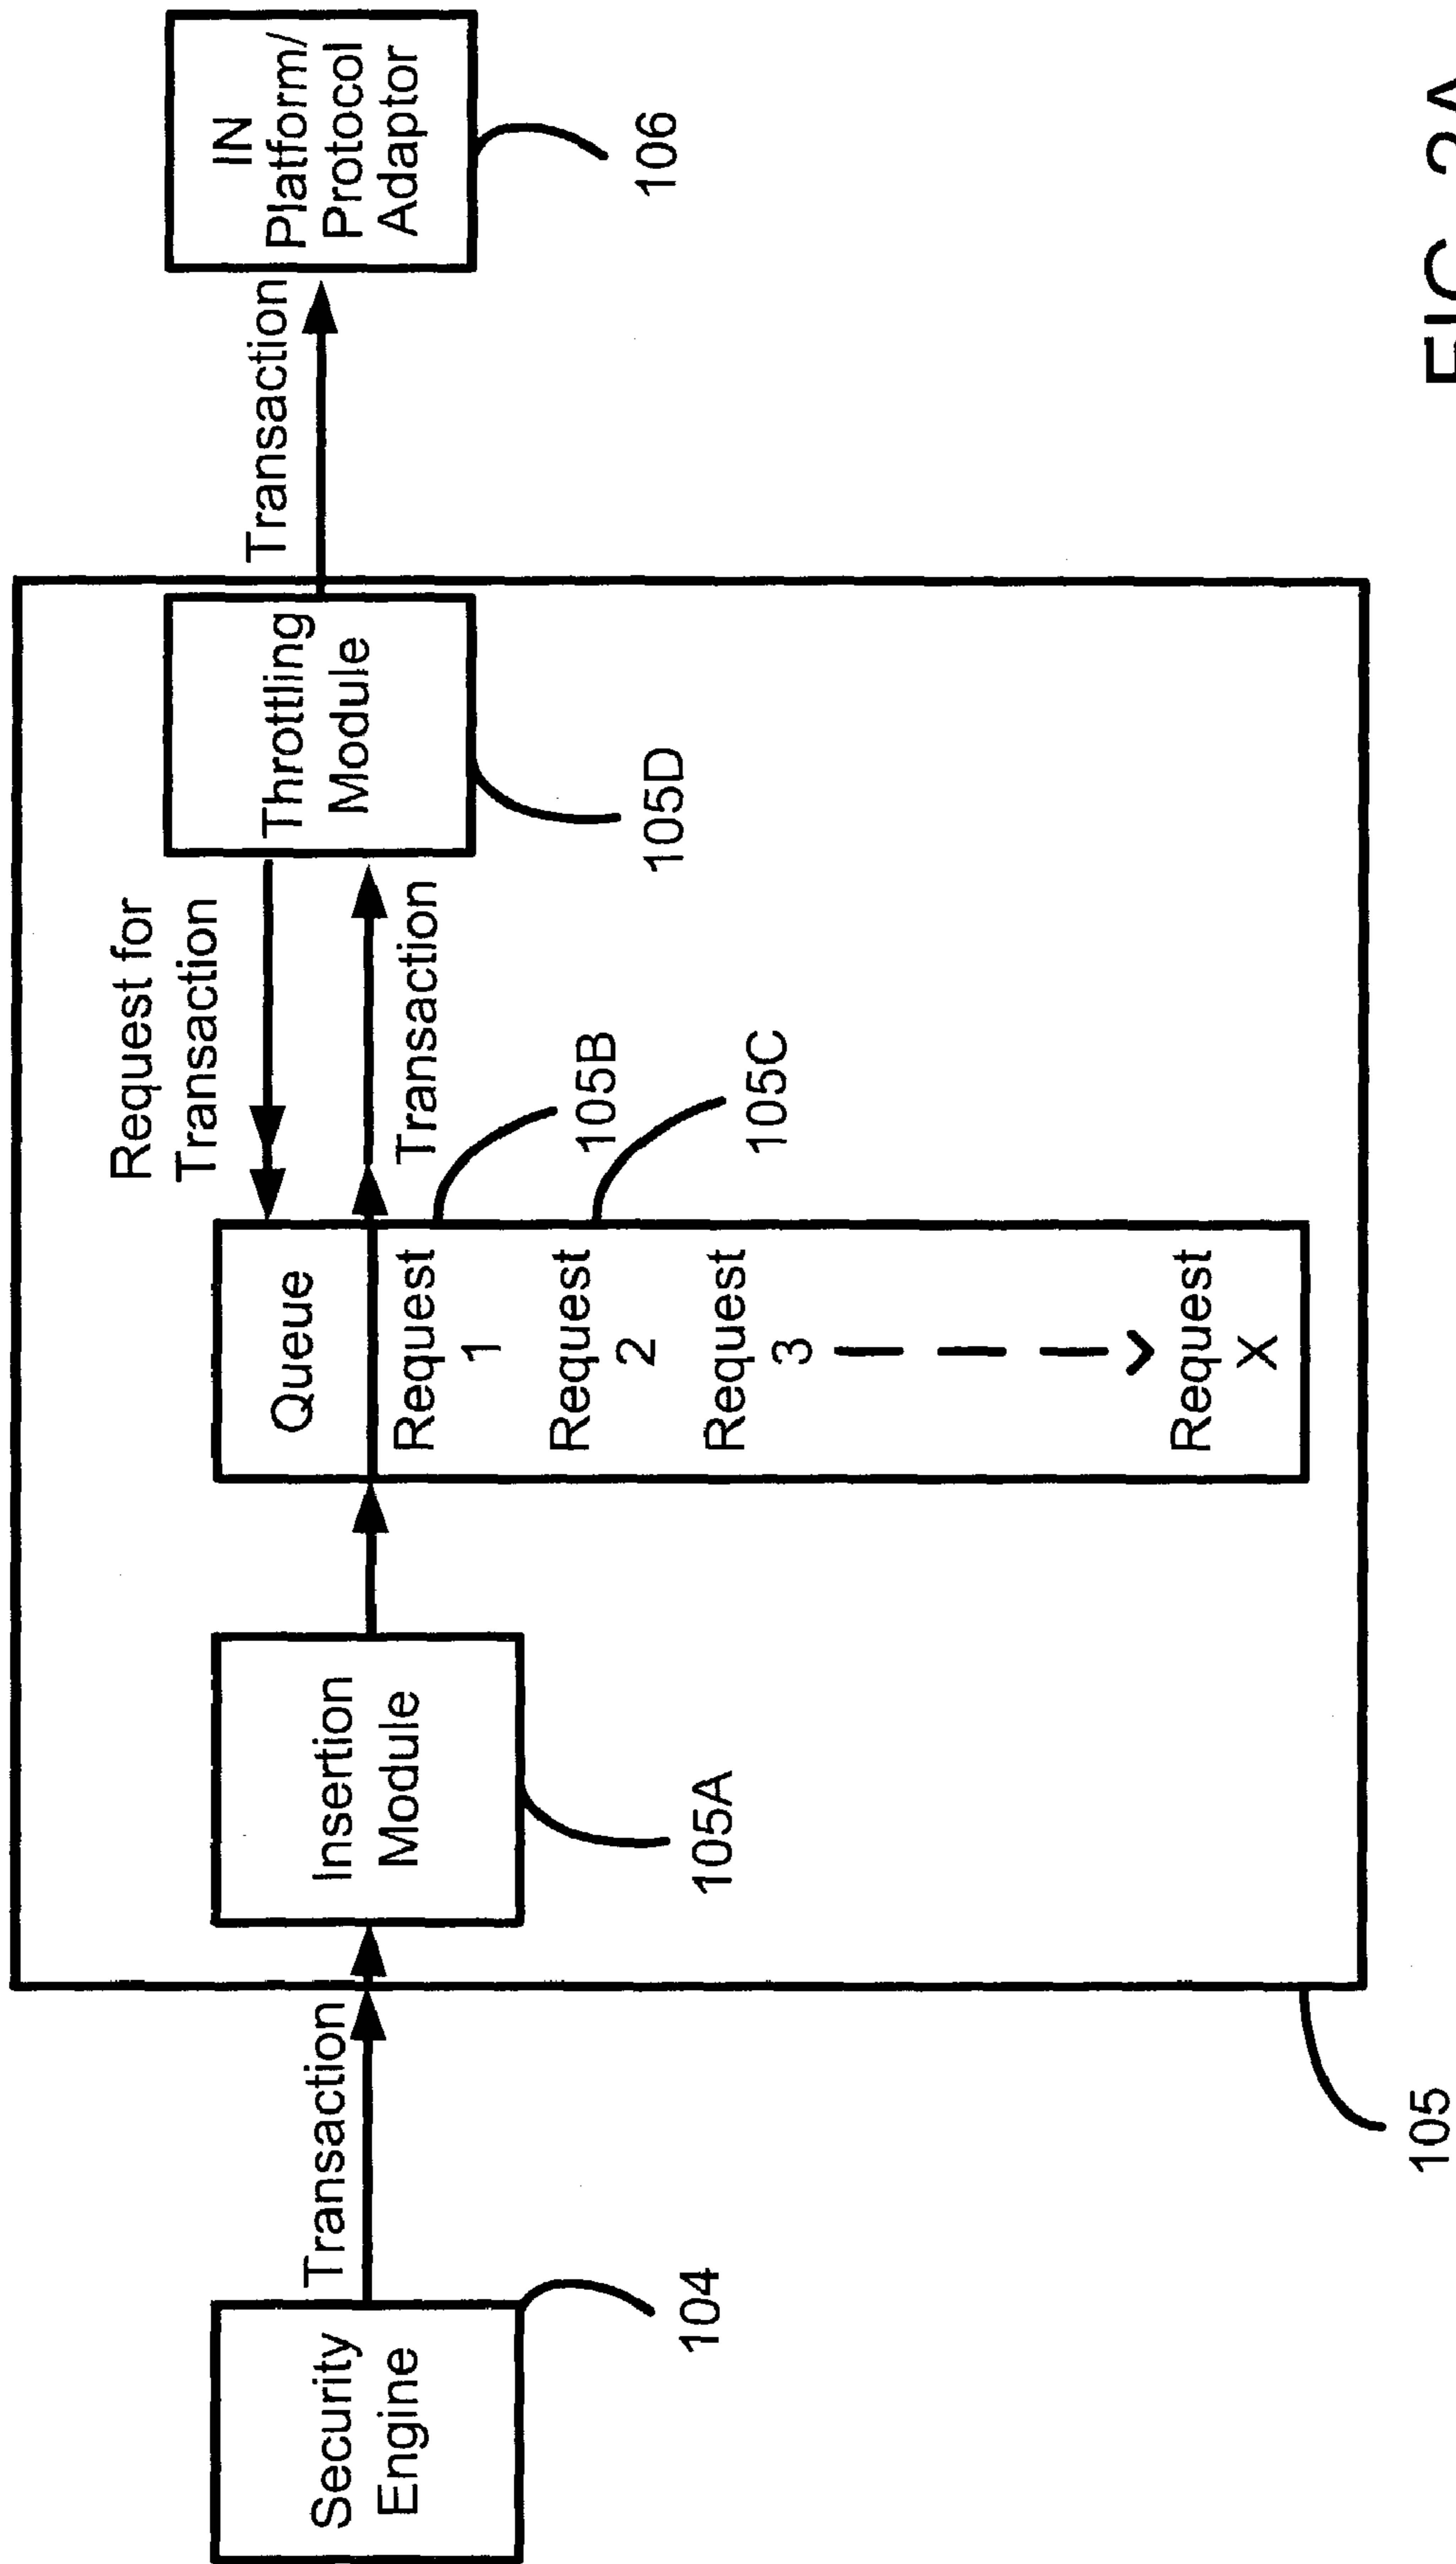 Security
Engine
104
Transaction
105
Insertion
Module
105A
Queue
Request
1
Request
2
Request
3
Request
X
105B
105C
Request for
Transaction
Transaction
Throttling
Module
105D
Transaction
IN
Platform/
Protocol
Adaptor
106
FIG